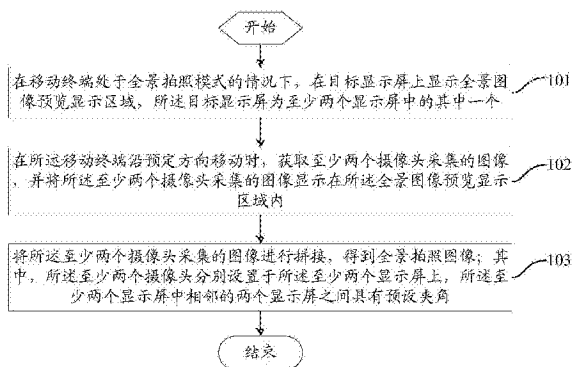 开始
在移动终端处于全景拍照模式的情况下，在目标显示屏上显示全景图
像预览显示区域，所述目标显示屏为至少两个显示屏中的其中一个
101
在所述移动终端沿预定方向移动时，获取至少两个摄像头采集的图像
，并将所述至少两个摄像头采集的图像显示在所述全景图像预览显示
区域内
102
将所述至少两个摄像头采集的图像进行拼接，得到全景拍照图像；其
中，所述至少两个摄像头分别设置于所述至少两个显示屏上，所述至
少两个显示屏中相邻的两个显示屏之间具有预设夹角
103
结束